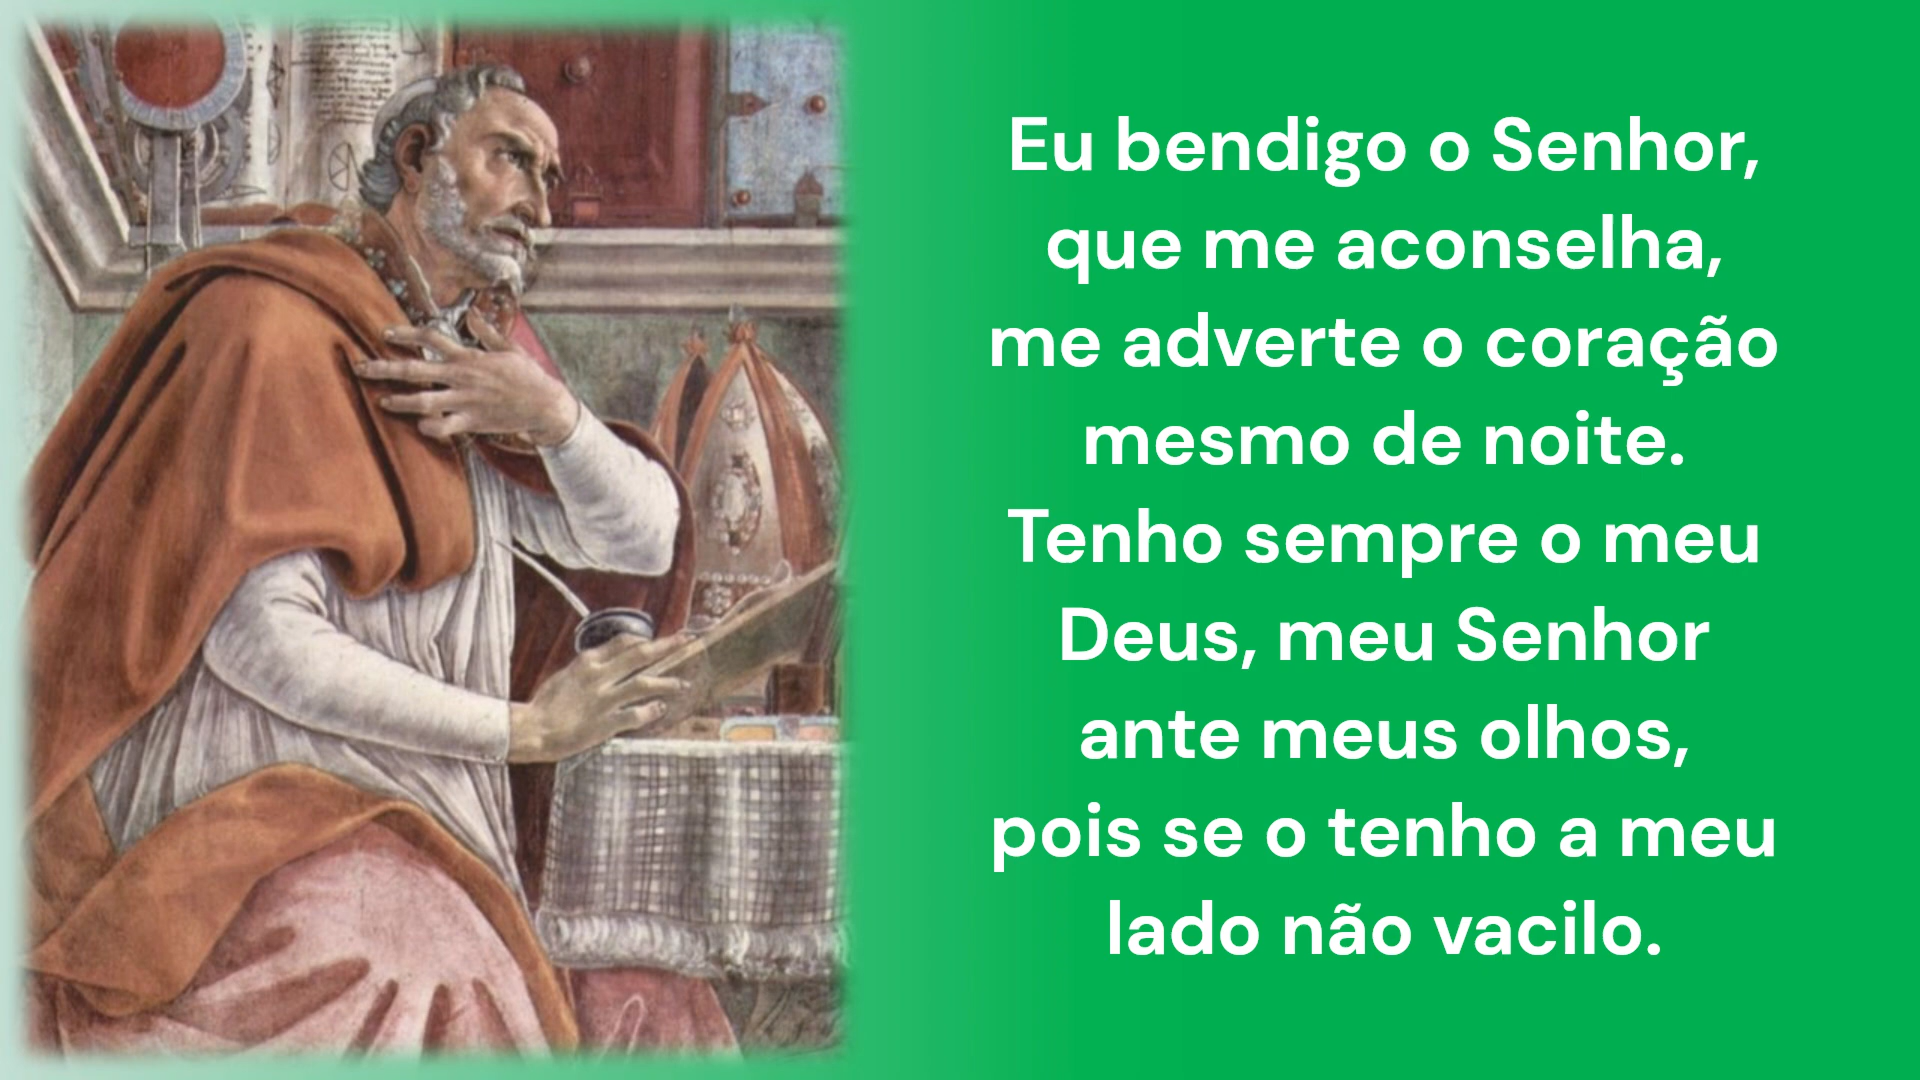 Eu bendigo o Senhor,
que me aconselha,
me adverte o coração
mesmo de noite.
Tenho sempre o meu
Deus, meu Senhor
ante meus olhos,
pois se o tenho a meu
lado não vacilo.